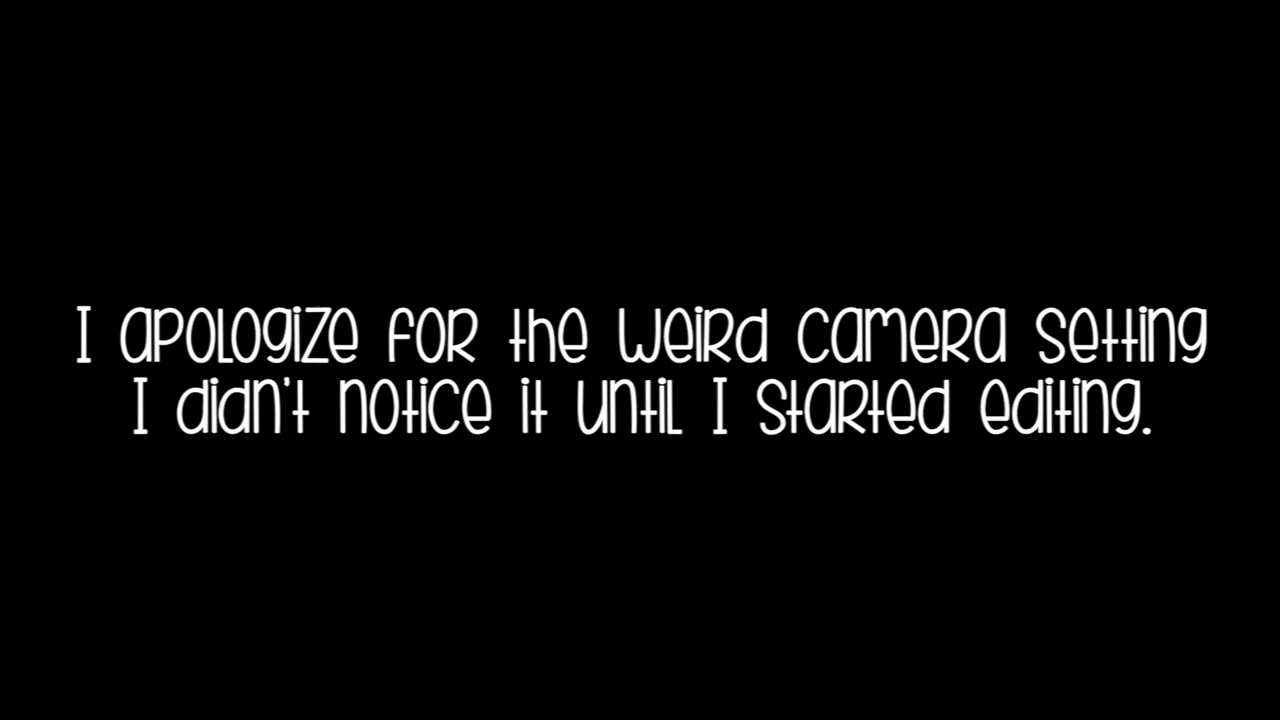 I apologize for the weird camera setting
I didn't notice it until I started editing.